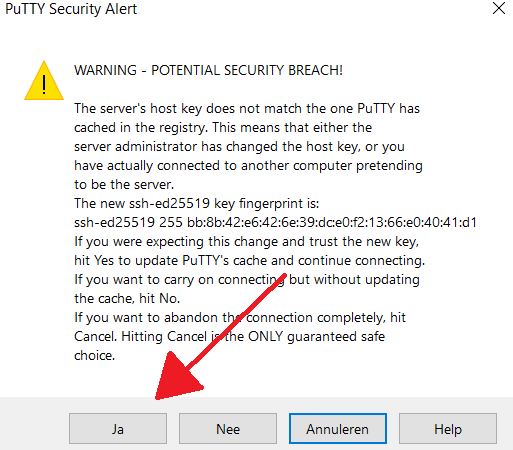 PuTTY Security Alert
WARNING - POTENTIAL SECURITY BREACH!
The server's host key does not match the one PuTTY has
cached in the registry. This means that either the
server administrator has changed the host key, or you
have actually connected to another computer pretending
to be the server.
The new ssh-ed25519 key fingerprint is:
ssh-ed25519 255 bb:8b:42:e6:42:6e:39:dc:e0:f2:13:66:e0:40:41:d1
If you were expecting this change and trust the new key,
hit Yes to update PuTTY's cache and continue connecting.
If you want to carry on connecting but without updating
the cache, hit No.
If you want to abandon the connection completely, hit
Cancel. Hitting Cancel is the ONLY guaranteed safe
choice.
Ja
Nee
Annuleren
Help